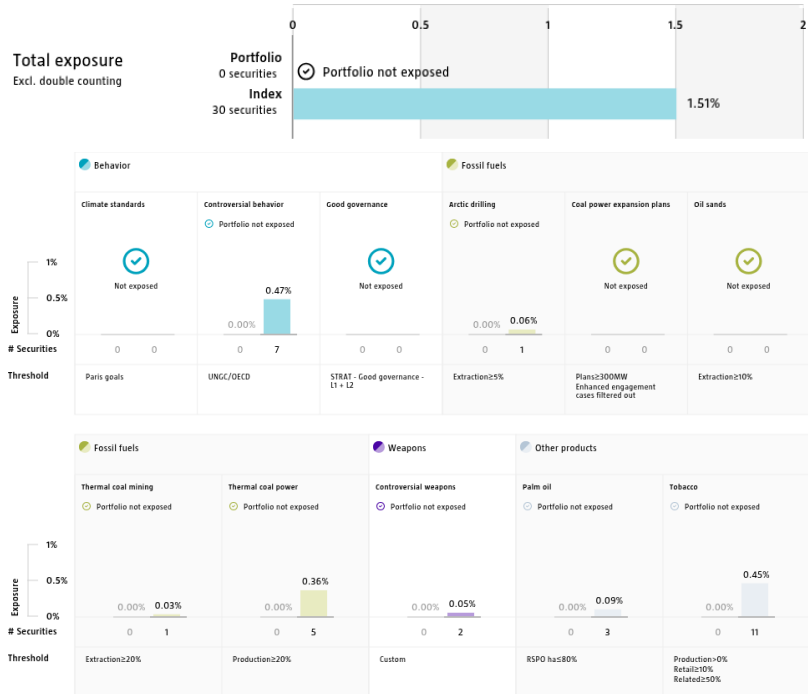 0 0.5 1 1.5 2
Total exposure
Excl. double counting
Portfolio
0 securities
Portfolio not exposed
Index
30 securities
1.51%
Behavior
Fossil fuels
Climate standards
Controversial behavior
Good governance
Arctic drilling
Coal power expansion plans
Oil sands
Portfolio not exposed
Portfolio not exposed
Not exposed
Not exposed
Not exposed
Not exposed
Exposure
1%
0.5%
0%
0.00% 0.47%
0.00% 0.06%
# Securities
0 0
0 7
0 0
0 1
0 0
0 0
Threshold
Paris goals
UNGC/OECD
STRAT - Good governance -
L1 + L2
Extraction≥5%
Plans≥300MW
Enhanced engagement
cases filtered out
Extraction≥10%
Fossil fuels
Weapons
Other products
Thermal coal mining
Thermal coal power
Controversial weapons
Palm oil
Tobacco
Portfolio not exposed
Portfolio not exposed
Portfolio not exposed
Portfolio not exposed
Portfolio not exposed
Exposure
1%
0.5%
0%
0.00% 0.03%
0.00% 0.36%
0.00% 0.05%
0.00% 0.09%
0.00% 0.45%
# Securities
0 1
0 5
0 2
0 3
0 11
Threshold
Extraction≥20%
Production≥20%
Custom
RSPO ha≤80%
Production>0%
Retail≥10%
Related≥50%